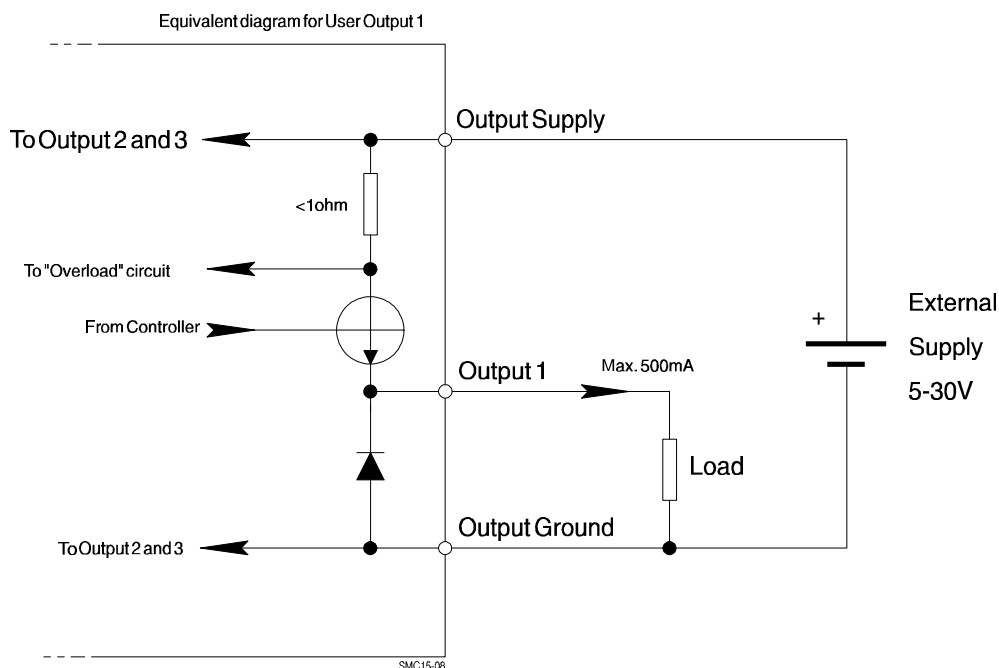 Equivalent diagram for User Output 1
Output Supply
To Output 2 and 3
<1ohm
To "Overload" circuit
From Controller
Output 1
Max. 500mA
+
External
Supply
5-30V
Load
Output Ground
To Output 2 and 3
SMC15-08